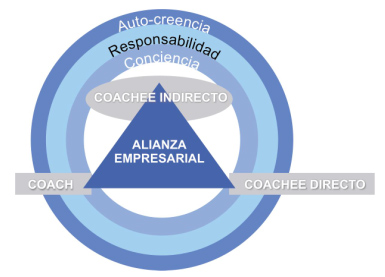 Auto-creencia
Responsabilidad
Conciencia
COACHEE INDIRECTO
ALIANZA
EMPRESARIAL
COACH
COACHEE DIRECTO